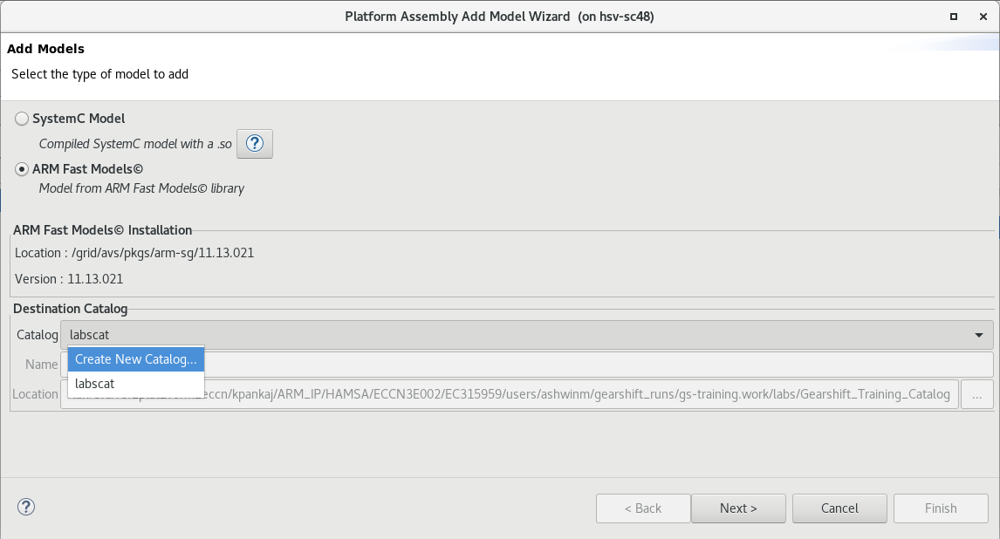 Platform Assembly Add Model Wizard (on hsv-sc48)
Add Models
Select the type of model to add
SystemC Model
Compiled SystemC model with a .so
?
ARM Fast Models©
Model from ARM Fast Models© library
ARM Fast Models© Installation
Location : /grid/avs/pkgs/arm-sg/11.13.021
Version : 11.13.021
Destination Catalog
Catalog labscat
Name
Create New Catalog...
labscat
Location eccn/kpankaj/ARM_IP/HAMSA/ECCN3E002/EC315959/users/ashwinm/gearshift_runs/gs-training.work/labs/Gearshift_Training_Catalog ...
? < Back Next > Cancel Finish